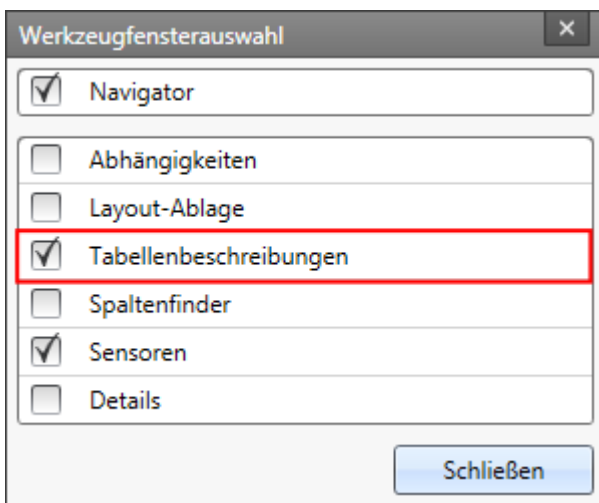 Werkzeugfensterauswahl
Navigator
Abhängigkeiten
Layout-Ablage
Tabellenbeschreibungen
Spaltenfinder
Sensoren
Details
Schließen